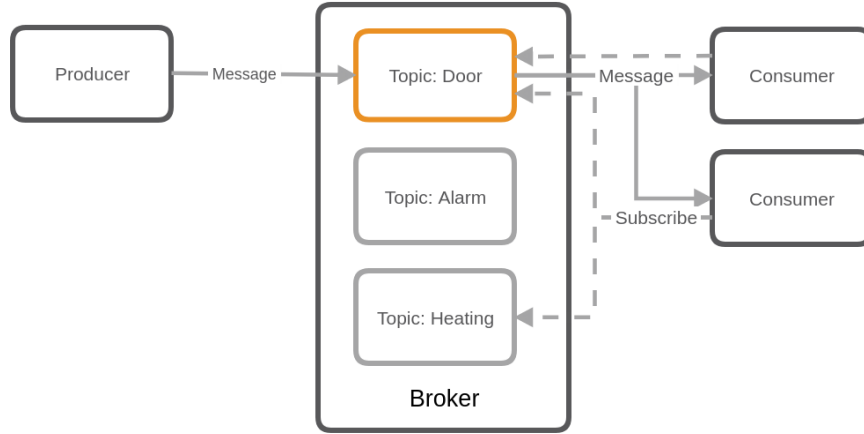 Producer
Message
Topic: Door
Message
Consumer
Topic: Alarm
Consumer
Subscribe
Topic: Heating
Broker